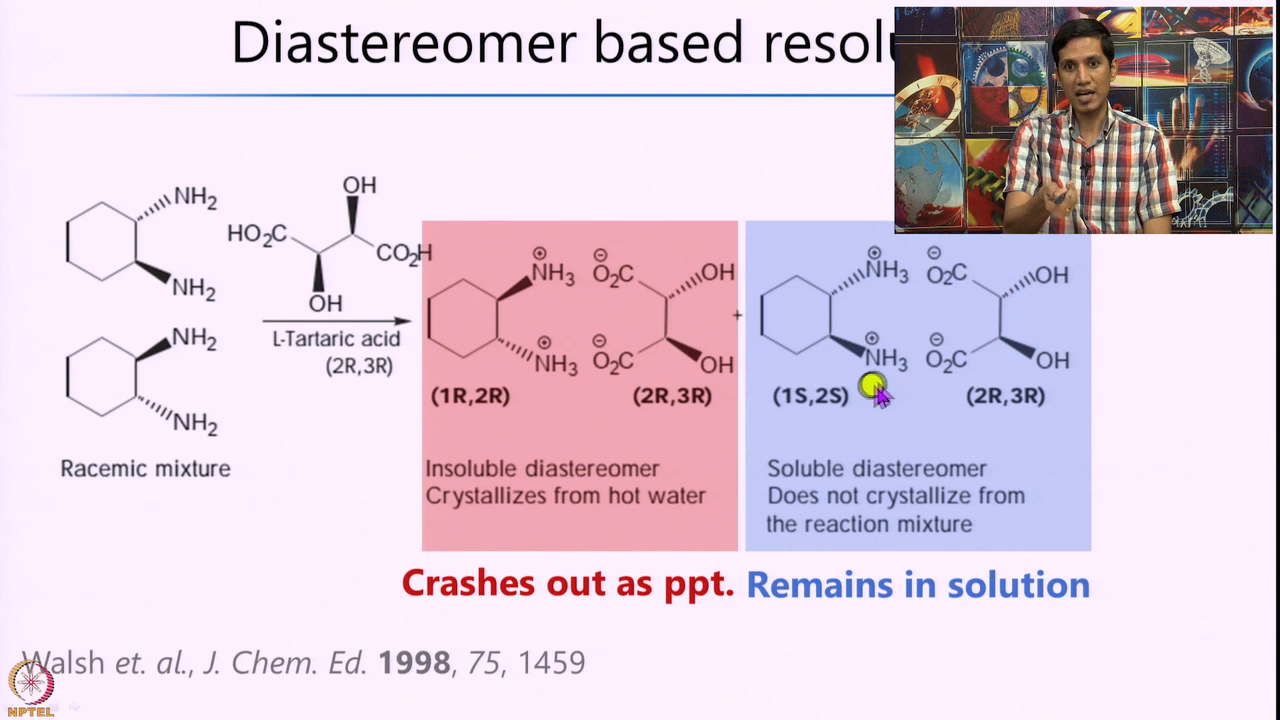 Diastereomer based resolu
NH2
NH2
NH2
NH2
Racemic mixture
OH
HO2C
CO2H
OH
L-Tartaric acid
(2R,3R)
⊕ ⊖
NH3 O2C OH
⊕ ⊖
NH3 O2C OH
(1R,2R) (2R,3R)
Insoluble diastereomer
Crystallizes from hot water
Crashes out as ppt.
+
⊕ ⊖
NH3 O2C OH
⊕ ⊖
NH3 O2C OH
(1S,2S) (2R,3R)
Soluble diastereomer
Does not crystallize from
the reaction mixture
Remains in solution
Walsh et. al., J. Chem. Ed. 1998, 75, 1459
NPTEL